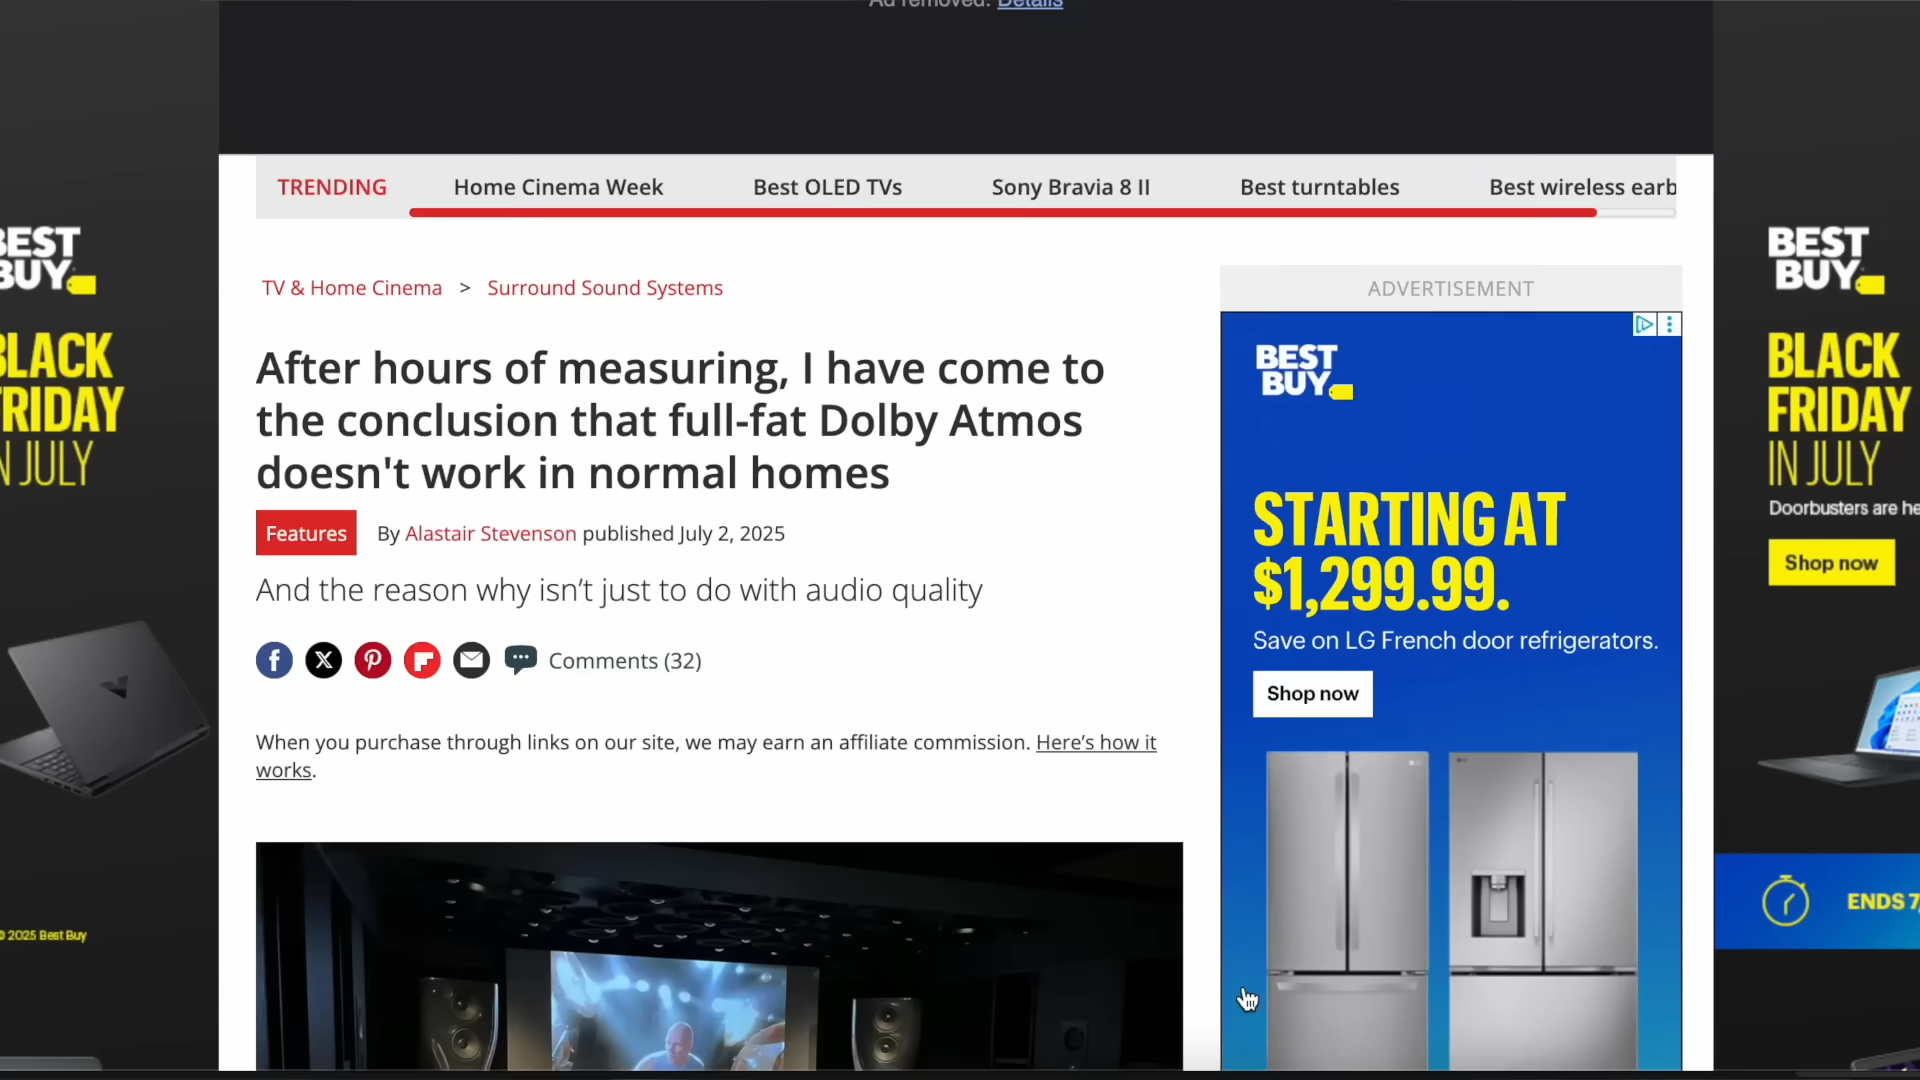 Ad removed. Details
TRENDING
Home Cinema Week
Best OLED TVs
Sony Bravia 8 II
Best turntables
Best wireless earb
TV & Home Cinema > Surround Sound Systems
After hours of measuring, I have come to
the conclusion that full-fat Dolby Atmos
doesn't work in normal homes
Features
By Alastair Stevenson published July 2, 2025
And the reason why isn’t just to do with audio quality
Comments (32)
When you purchase through links on our site, we may earn an affiliate commission. Here’s how it
works.
ADVERTISEMENT
BEST
BUY
STARTING AT
$1,299.99.
Save on LG French door refrigerators.
Shop now
BEST
BUY
BLACK
FRIDAY
IN JULY
© 2025 Best Buy
BEST
BUY
BLACK
FRIDAY
IN JULY
Doorbusters are he
Shop now
ENDS 7